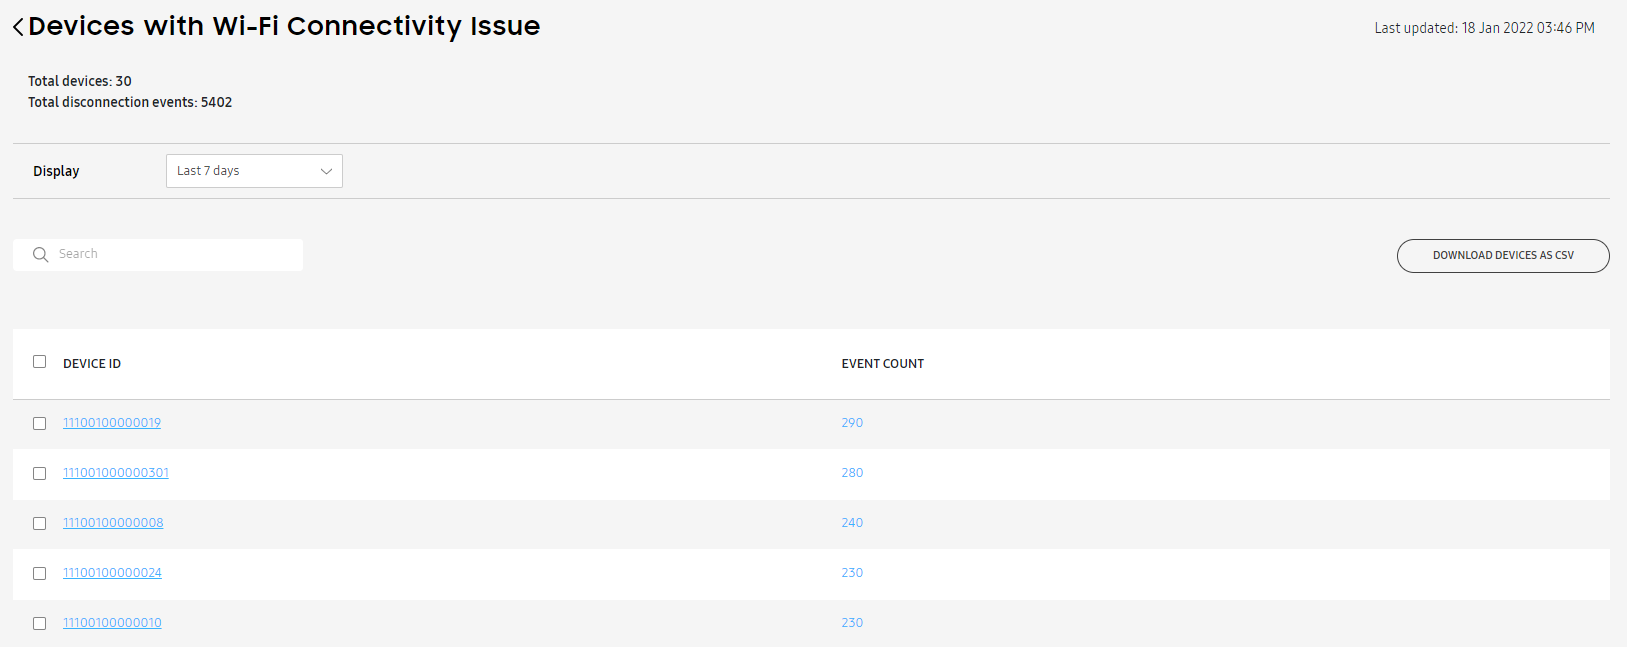 Devices with Wi-Fi Connectivity Issue
Last updated: 18 Jan 2022 03:46 PM
Total devices: 30
Total disconnection events: 5402
Display
Last 7 days
Search
DOWNLOAD DEVICES AS CSV
DEVICE ID EVENT COUNT
11100100000019 290
111001000000301 280
11100100000008 240
11100100000024 230
11100100000010 230